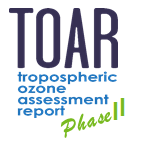 TOAR
tropospheric
ozone
assessment
report
Phase II